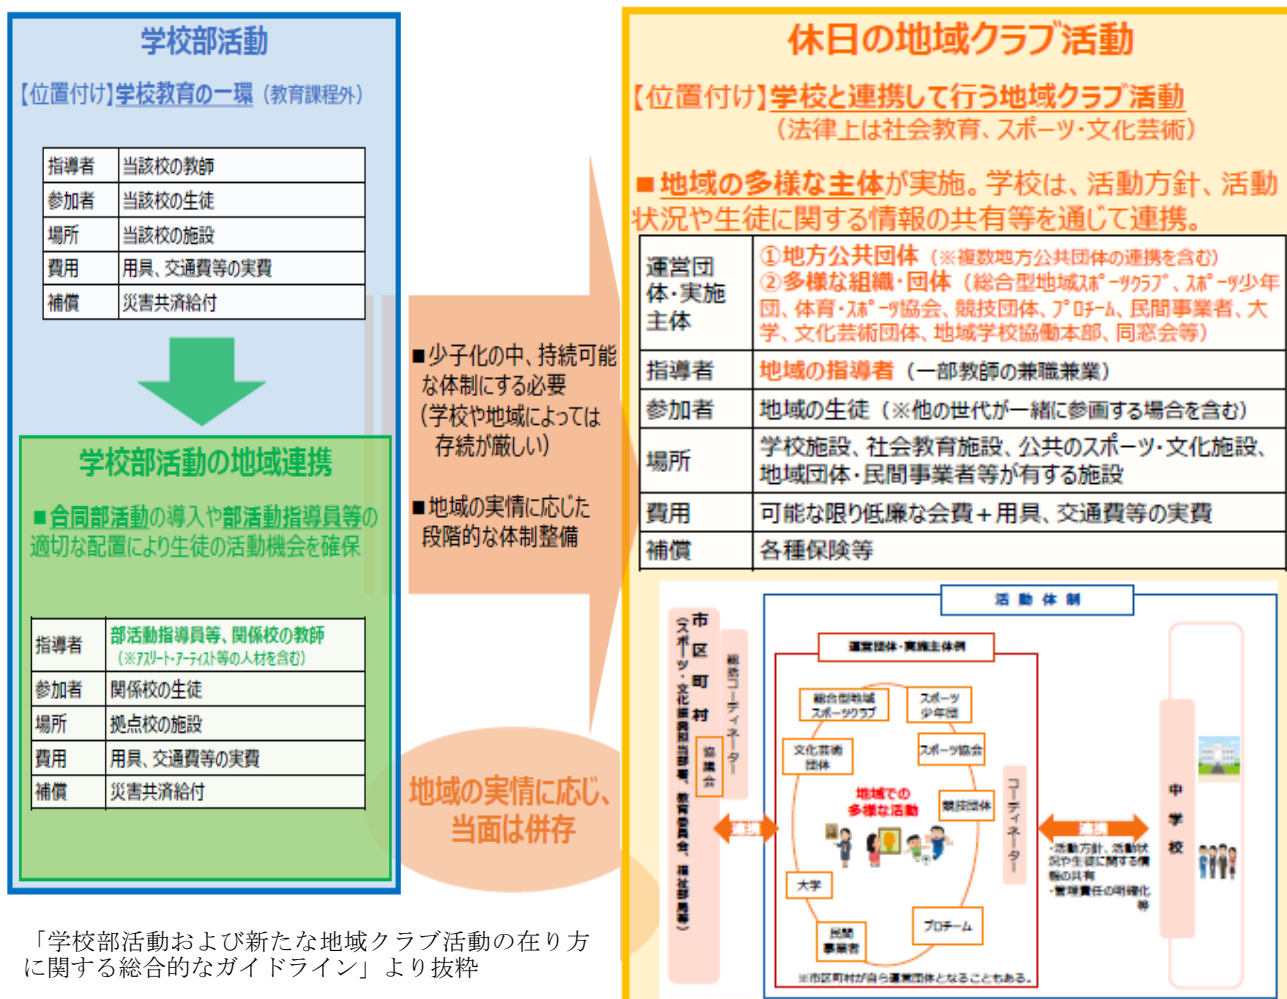 学校部活動
【位置付け】学校教育の一環（教育課程外）
指導者 当該校の教師
参加者 当該校の生徒
場所 当該校の施設
費用 用具、交通費等の実費
補償 災害共済給付
学校部活動の地域連携
■合同部活動の導入や部活動指導員等の
適切な配置により生徒の活動機会を確保
指導者 部活動指導員等、関係校の教師
（※ｱｽﾘｰﾄ・ｱｰﾃｨｽﾄ等の人材を含む）
参加者 関係校の生徒
場所 拠点校の施設
費用 用具、交通費等の実費
補償 災害共済給付
■少子化の中、持続可能
な体制にする必要
（学校や地域によっては
存続が厳しい）
■地域の実情に応じた
段階的な体制整備
地域の実情に応じ、
当面は併存
休日の地域クラブ活動
【位置付け】学校と連携して行う地域クラブ活動
（法律上は社会教育、スポーツ・文化芸術）
■地域の多様な主体が実施。学校は、活動方針、活動
状況や生徒に関する情報の共有等を通じて連携。
運営団
体・実施
主体
①地方公共団体（※複数地方公共団体の連携を含む）
②多様な組織・団体（総合型地域ｽﾎﾟｰﾂｸﾗﾌﾞ、ｽﾎﾟｰﾂ少年
団、体育・ｽﾎﾟｰﾂ協会、競技団体、ﾌﾟﾛﾁｰﾑ、民間事業者、大
学、文化芸術団体、地域学校協働本部、同窓会等）
指導者 地域の指導者（一部教師の兼職兼業）
参加者 地域の生徒（※他の世代が一緒に参画する場合を含む）
場所 学校施設、社会教育施設、公共のスポーツ・文化施設、
地域団体・民間事業者等が有する施設
費用 可能な限り低廉な会費＋用具、交通費等の実費
補償 各種保険等
活動体制
市区町村
（スポーツ・文化振興担当部署、教育委員会、福祉部局等）
総括コーディネーター
協議会
連携
運営団体・実施主体例
総合型地域
スポーツクラブ
スポーツ
少年団
文化芸術
団体
スポーツ協会
地域での
多様な活動
競技団体
大学
民間
事業者
プロチーム
コーディネーター
※市区町村が自ら運営団体となることもある。
連携
・活動方針、活動状
況や生徒に関する情
報の共有
・管理責任の明確化
等
中学校
「学校部活動および新たな地域クラブ活動の在り方
に関する総合的なガイドライン」より抜粋